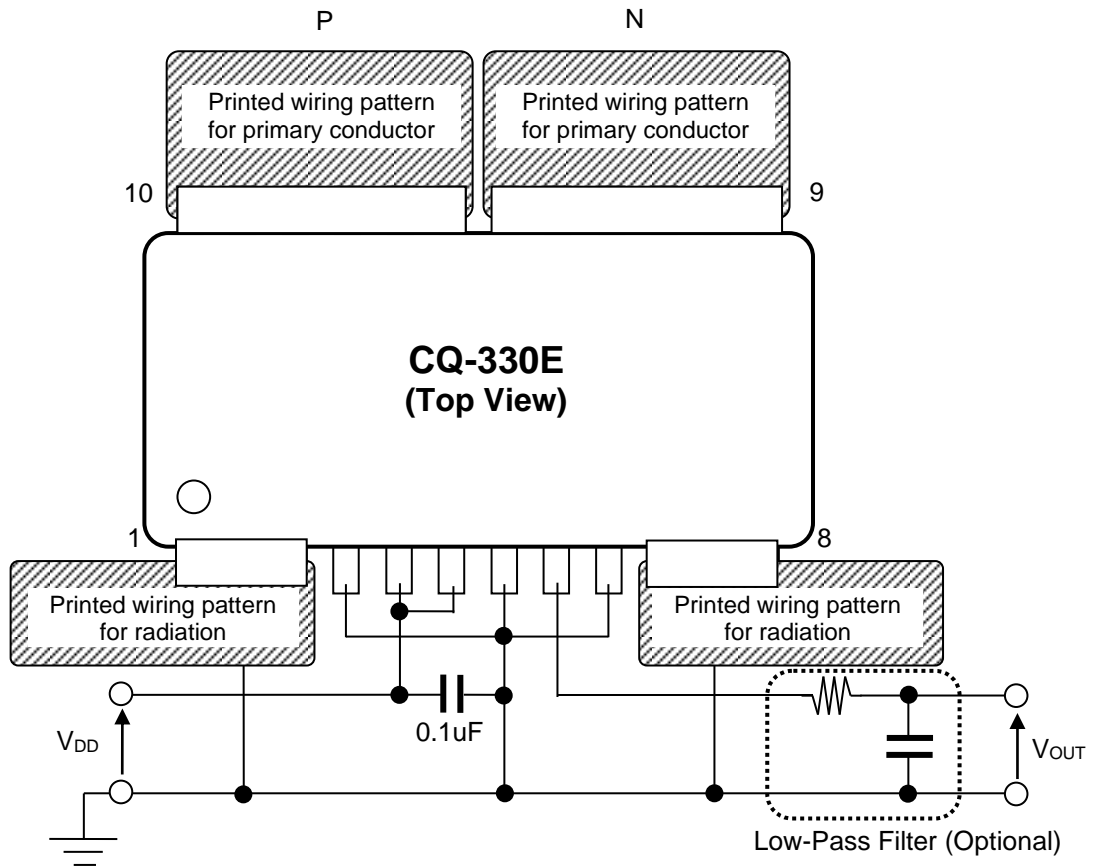 P
N
Printed wiring pattern
for primary conductor
Printed wiring pattern
for primary conductor
10
9
CQ-330E
(Top View)
1
8
Printed wiring pattern
for radiation
Printed wiring pattern
for radiation
0.1uF
VDD
VOUT
Low-Pass Filter (Optional)